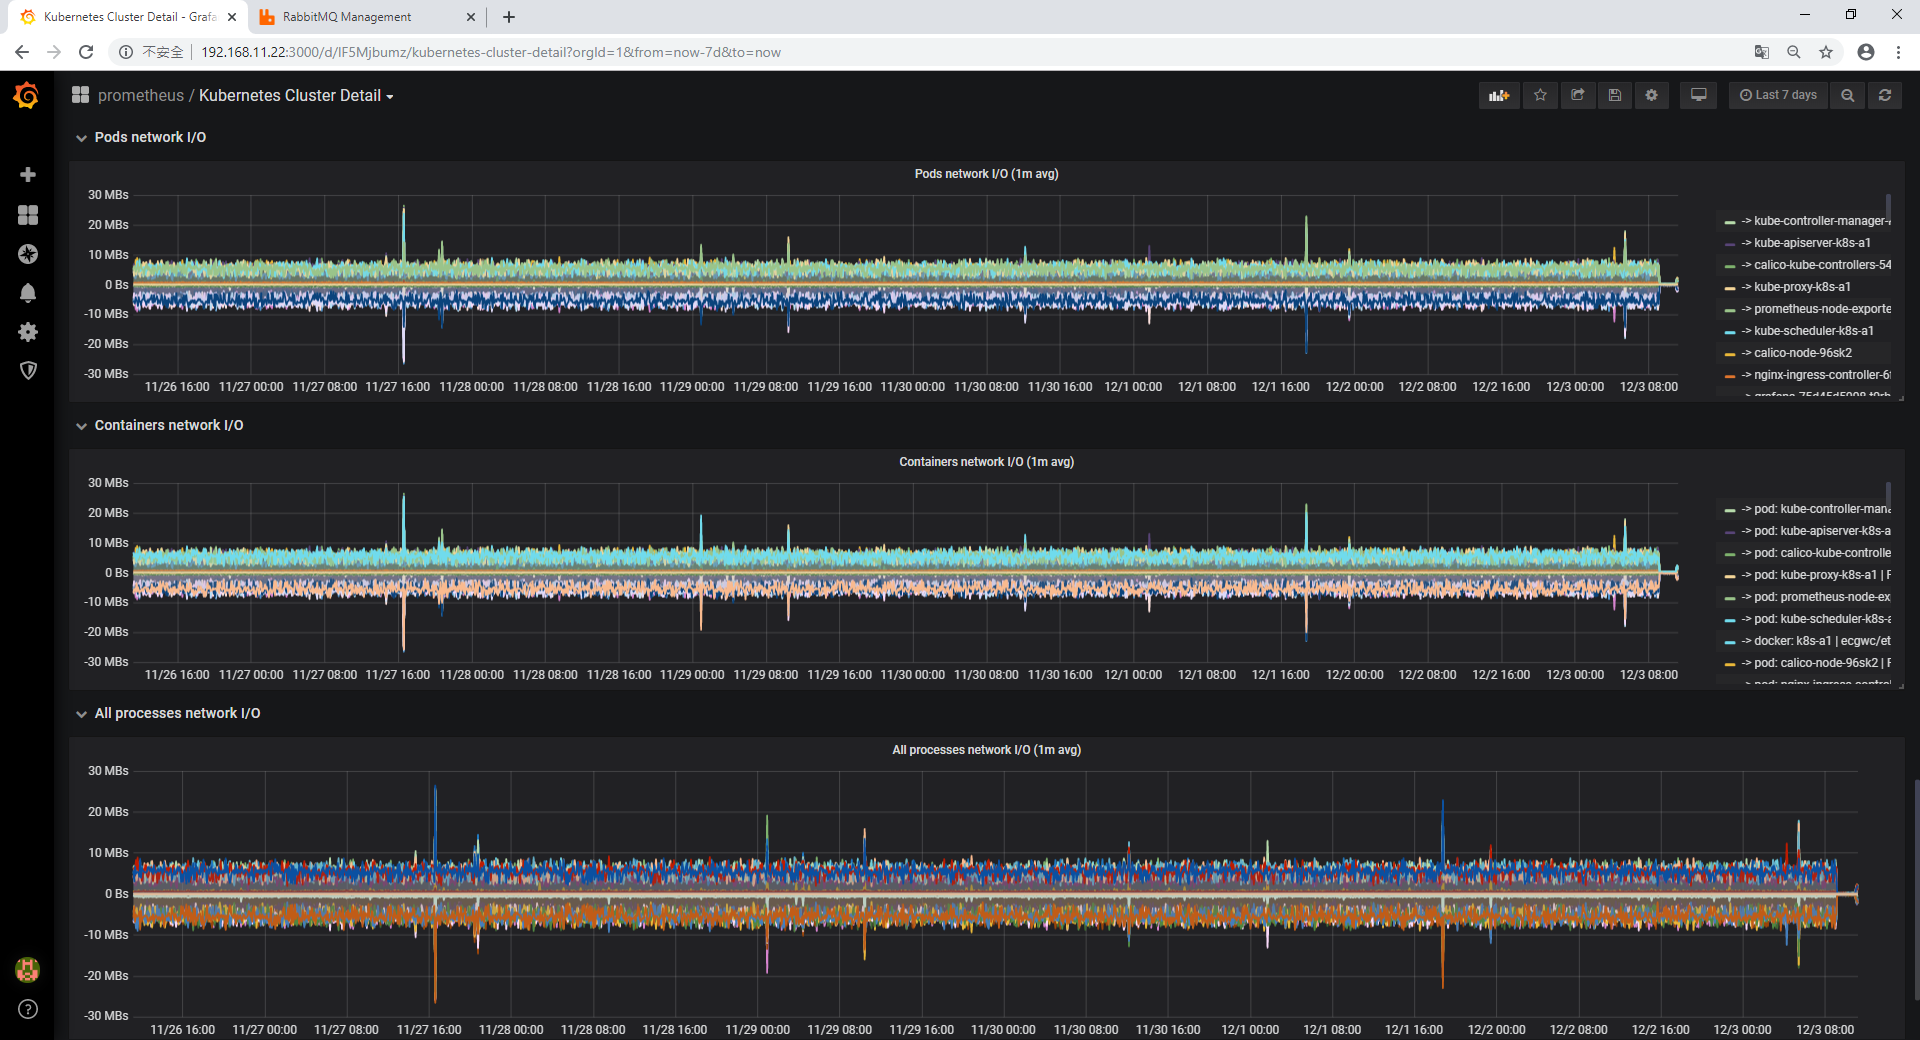 Kubernetes Cluster Detail - Grafa
RabbitMQ Management
不安全
192.168.11.22:3000/d/IF5Mjbumz/kubernetes-cluster-detail?orgId=1&from=now-7d&to=now
prometheus / Kubernetes Cluster Detail
Last 7 days
Pods network I/O
Pods network I/O (1m avg)
30 MBs
20 MBs
10 MBs
0 Bs
-10 MBs
-20 MBs
-30 MBs
11/26 16:00 11/27 00:00 11/27 08:00 11/27 16:00 11/28 00:00 11/28 08:00 11/28 16:00 11/29 00:00 11/29 08:00 11/29 16:00 11/30 00:00 11/30 08:00 11/30 16:00 12/1 00:00 12/1 08:00 12/1 16:00 12/2 00:00 12/2 08:00 12/2 16:00 12/3 00:00 12/3 08:00
-> kube-controller-manager-
-> kube-apiserver-k8s-a1
-> calico-kube-controllers-54
-> kube-proxy-k8s-a1
-> prometheus-node-exporte
-> kube-scheduler-k8s-a1
-> calico-node-96sk2
-> nginx-ingress-controller-6
Containers network I/O
Containers network I/O (1m avg)
30 MBs
20 MBs
10 MBs
0 Bs
-10 MBs
-20 MBs
-30 MBs
11/26 16:00 11/27 00:00 11/27 08:00 11/27 16:00 11/28 00:00 11/28 08:00 11/28 16:00 11/29 00:00 11/29 08:00 11/29 16:00 11/30 00:00 11/30 08:00 11/30 16:00 12/1 00:00 12/1 08:00 12/1 16:00 12/2 00:00 12/2 08:00 12/2 16:00 12/3 00:00 12/3 08:00
-> pod: kube-controller-mana
-> pod: kube-apiserver-k8s-a
-> pod: calico-kube-controlle
-> pod: kube-proxy-k8s-a1 |
-> pod: prometheus-node-ex
-> pod: kube-scheduler-k8s-a
-> docker: k8s-a1 | ecgwc/et
-> pod: calico-node-96sk2 |
All processes network I/O
All processes network I/O (1m avg)
30 MBs
20 MBs
10 MBs
0 Bs
-10 MBs
-20 MBs
-30 MBs
11/26 16:00 11/27 00:00 11/27 08:00 11/27 16:00 11/28 00:00 11/28 08:00 11/28 16:00 11/29 00:00 11/29 08:00 11/29 16:00 11/30 00:00 11/30 08:00 11/30 16:00 12/1 00:00 12/1 08:00 12/1 16:00 12/2 00:00 12/2 08:00 12/2 16:00 12/3 00:00 12/3 08:00